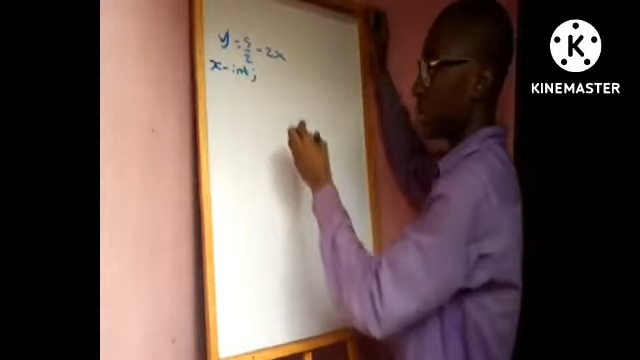 y = 5/2 - 2x
x-int;
KINEMASTER